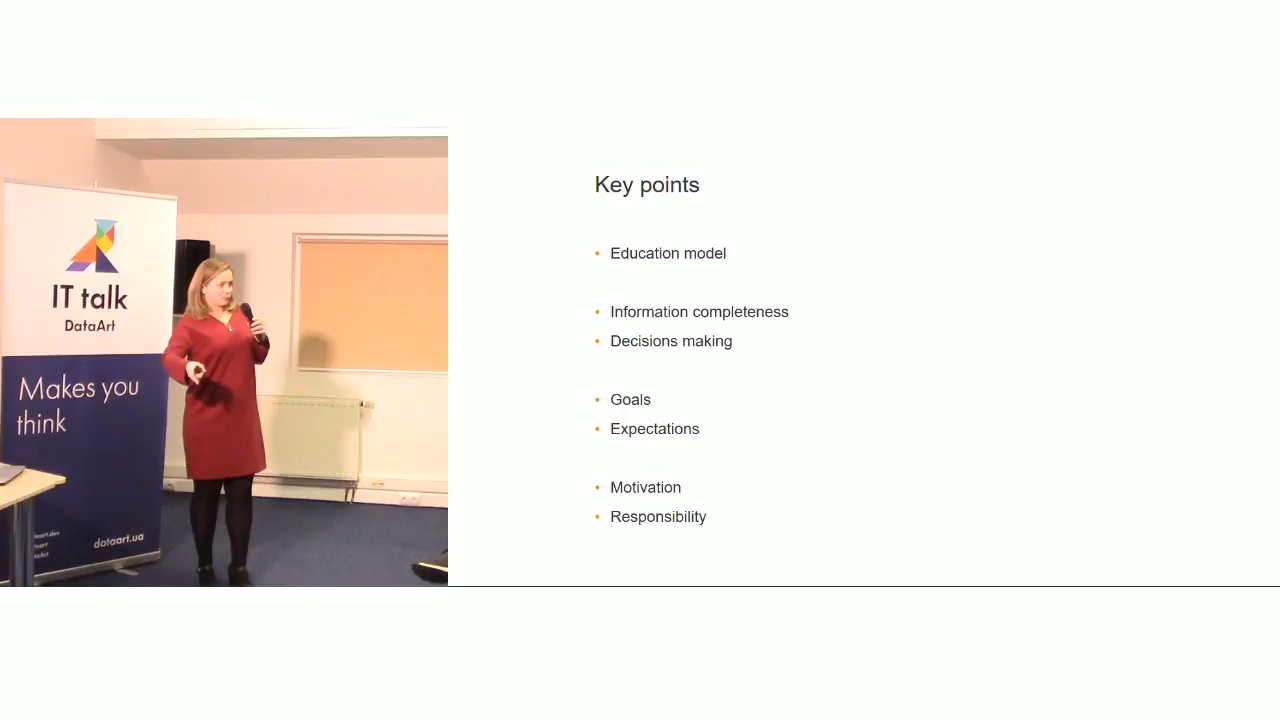 IT talk
DataArt
Makes you
think
dataart.ua
Key points
• Education model
• Information completeness
• Decisions making
• Goals
• Expectations
• Motivation
• Responsibility